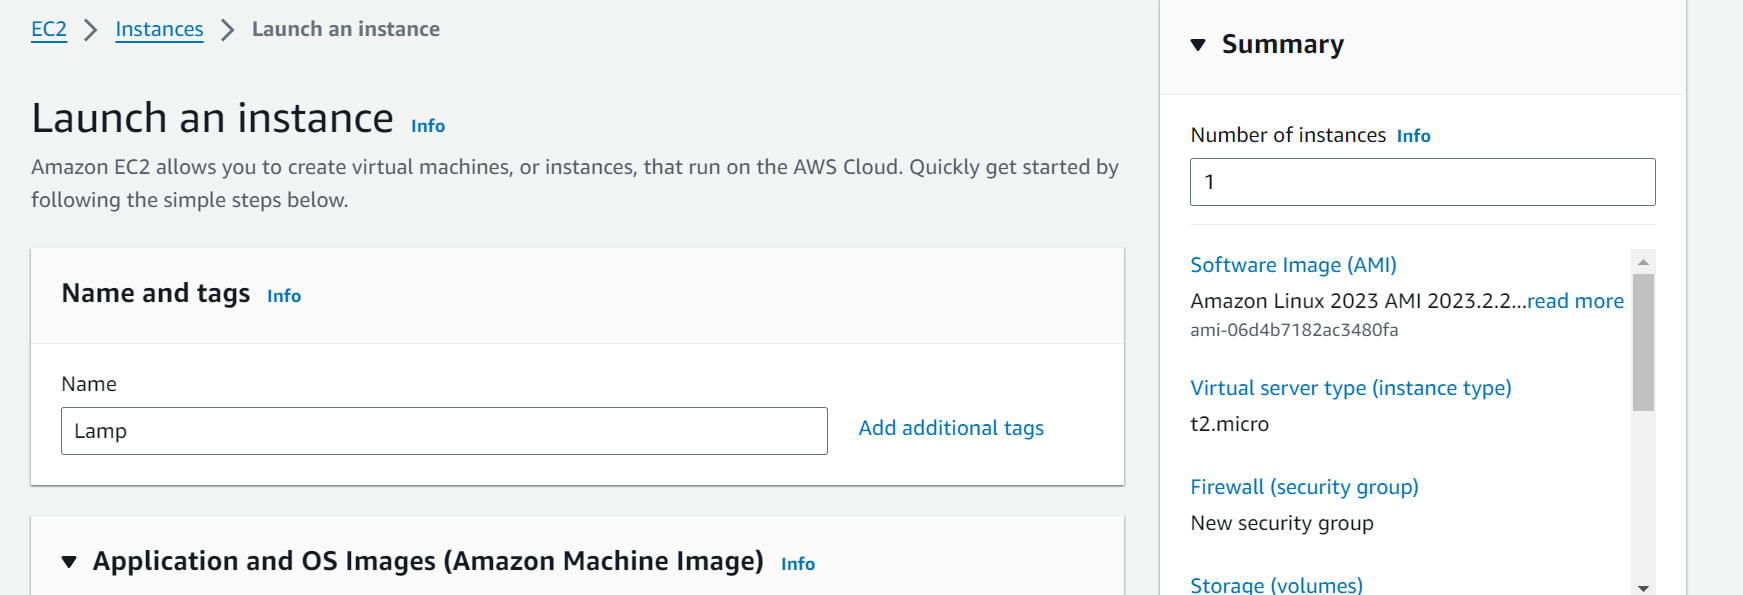 EC2 > Instances > Launch an instance
Launch an instance Info
Amazon EC2 allows you to create virtual machines, or instances, that run on the AWS Cloud. Quickly get started by
following the simple steps below.
Name and tags Info
Name
Lamp
Add additional tags
Application and OS Images (Amazon Machine Image) Info
Summary
Number of instances Info
1
Software Image (AMI)
Amazon Linux 2023 AMI 2023.2.2...read more
ami-06d4b7182ac3480fa
Virtual server type (instance type)
t2.micro
Firewall (security group)
New security group
Storage (volumes)